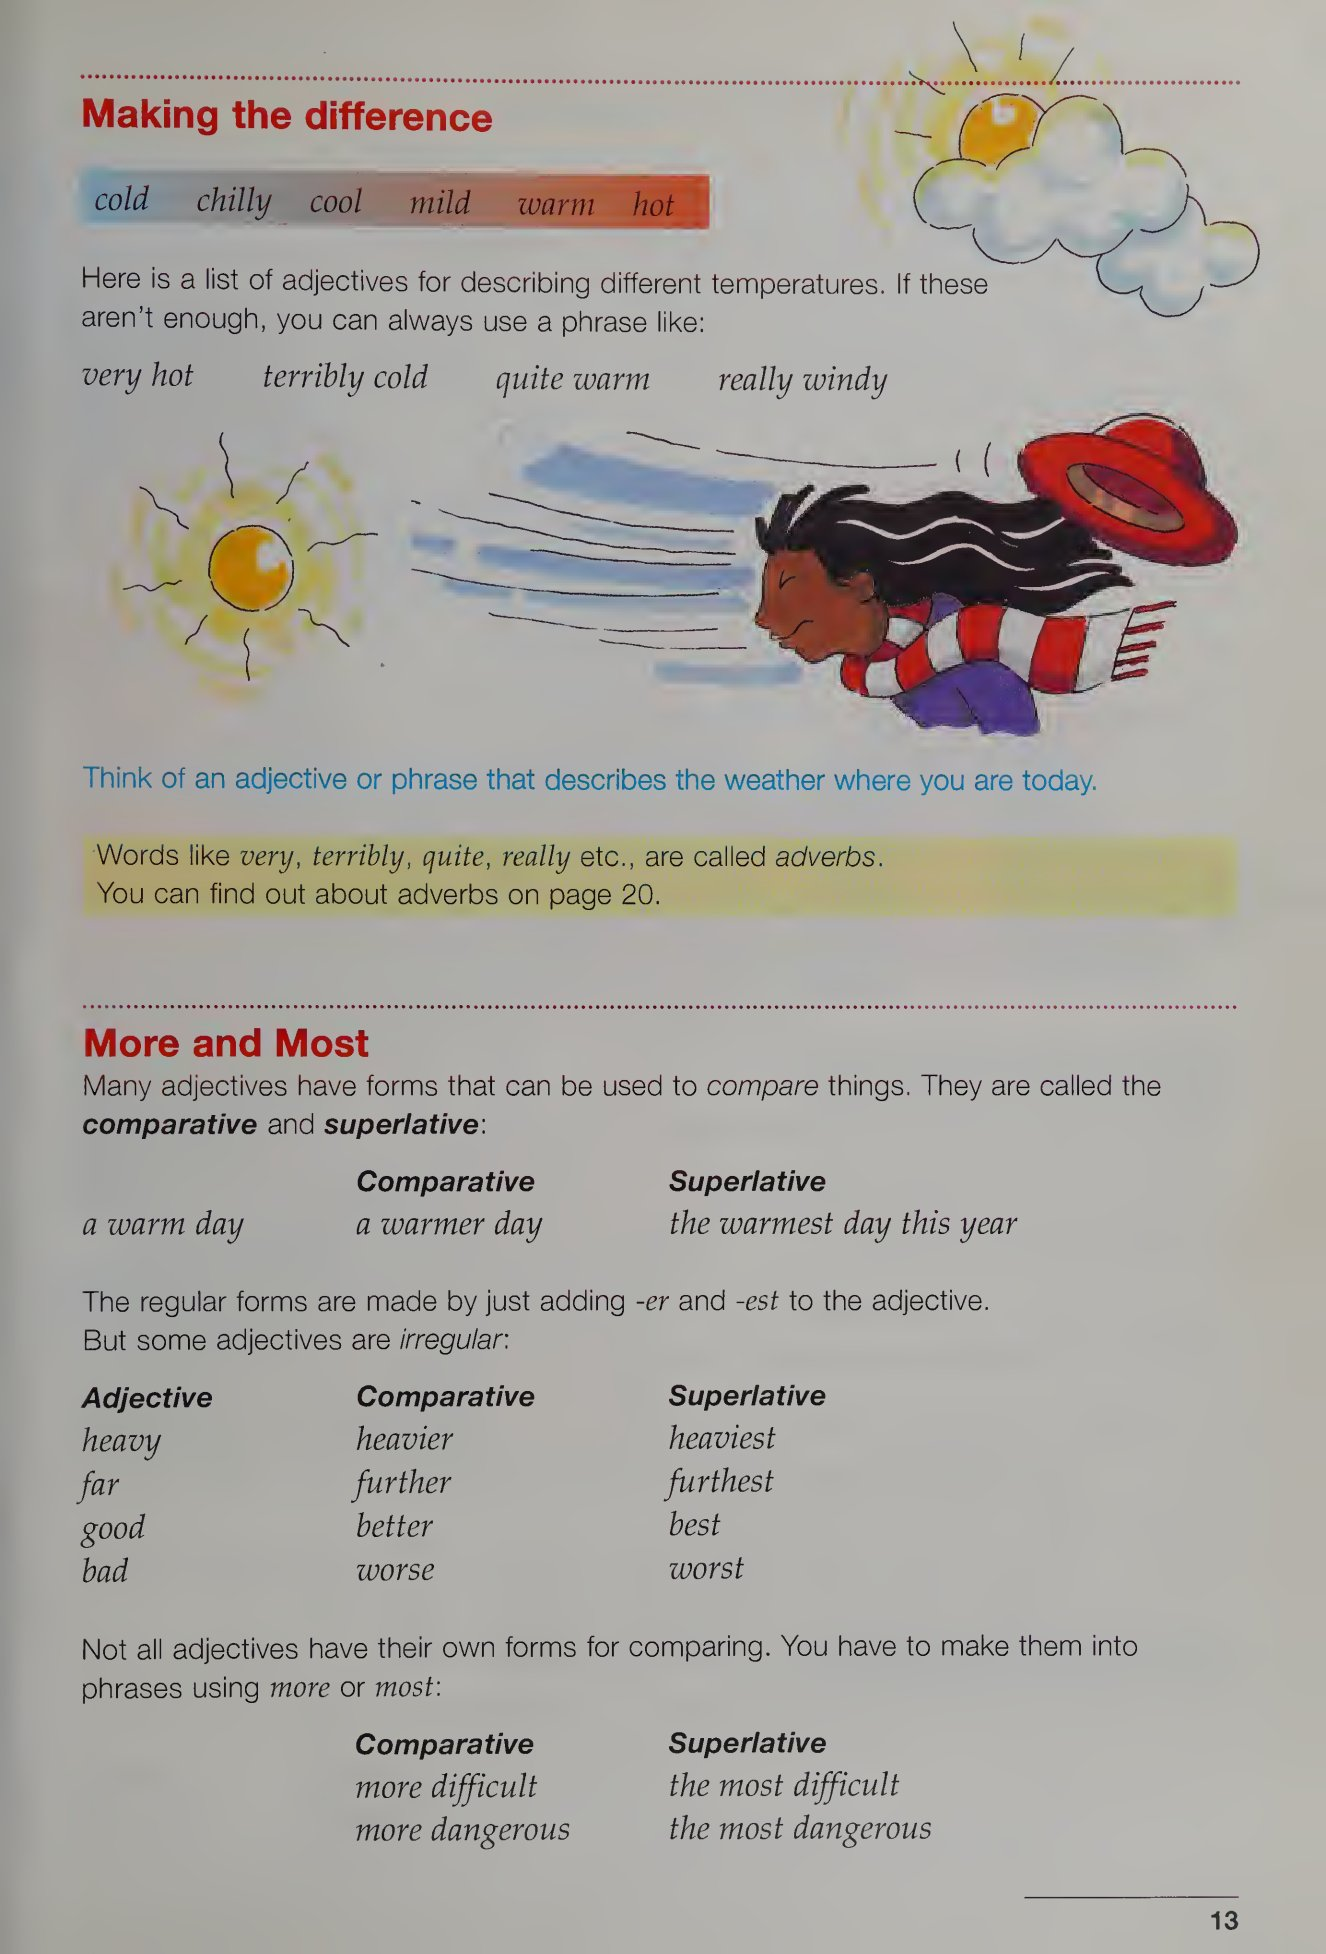 Making the difference
cold chilly cool mild warm hot
Here is a list of adjectives for describing different temperatures. If these
aren't enough, you can always use a phrase like:
very hot terribly cold quite warm really windy
Think of an adjective or phrase that describes the weather where you are today.
Words like very, terribly, quite, really etc., are called adverbs.
You can find out about adverbs on page 20.
More and Most
Many adjectives have forms that can be used to compare things. They are called the
comparative and superlative:
Comparative Superlative
a warm day a warmer day the warmest day this year
The regular forms are made by just adding -er and -est to the adjective.
But some adjectives are irregular:
Adjective Comparative Superlative
heavy heavier heaviest
far further furthest
good better best
bad worse worst
Not all adjectives have their own forms for comparing. You have to make them into
phrases using more or most:
Comparative Superlative
more difficult the most difficult
more dangerous the most dangerous
13